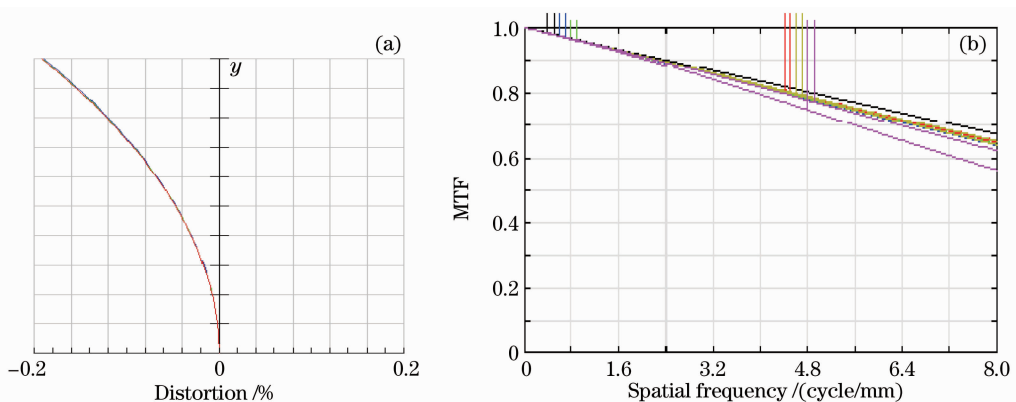 (a)
y
−0.2 0 0.2
Distortion /%
(b)
MTF
1.0
0.8
0.6
0.4
0.2
0
0 1.6 3.2 4.8 6.4 8.0
Spatial frequency /(cycle/mm)